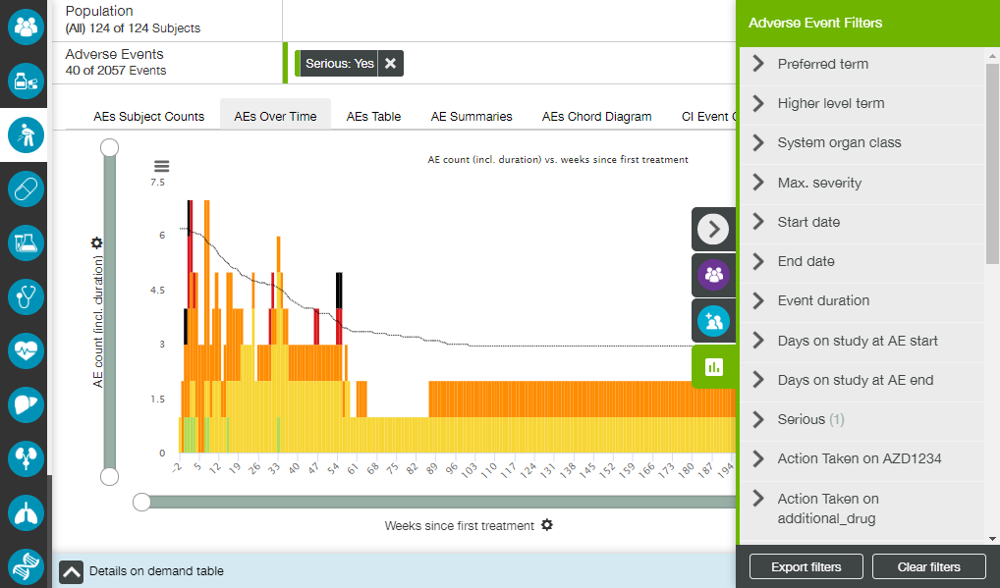 Population
(All) 124 of 124 Subjects
Adverse Events
40 of 2057 Events
Serious: Yes
AEs Subject Counts
AEs Over Time
AEs Table
AE Summaries
AEs Chord Diagram
CI Event
AE count (incl. duration) vs. weeks since first treatment
AE count (incl. duration)
7.5
6
4.5
3
1.5
0
-2 5 12 19 26 33 40 47 54 61 68 75 82 89 96 103 110 117 124 131 138 145 152 159 166 173 180 187 194
Weeks since first treatment
Details on demand table
Adverse Event Filters
Preferred term
Higher level term
System organ class
Max. severity
Start date
End date
Event duration
Days on study at AE start
Days on study at AE end
Serious (1)
Action Taken on AZD1234
Action Taken on
additional_drug
Export filters
Clear filters